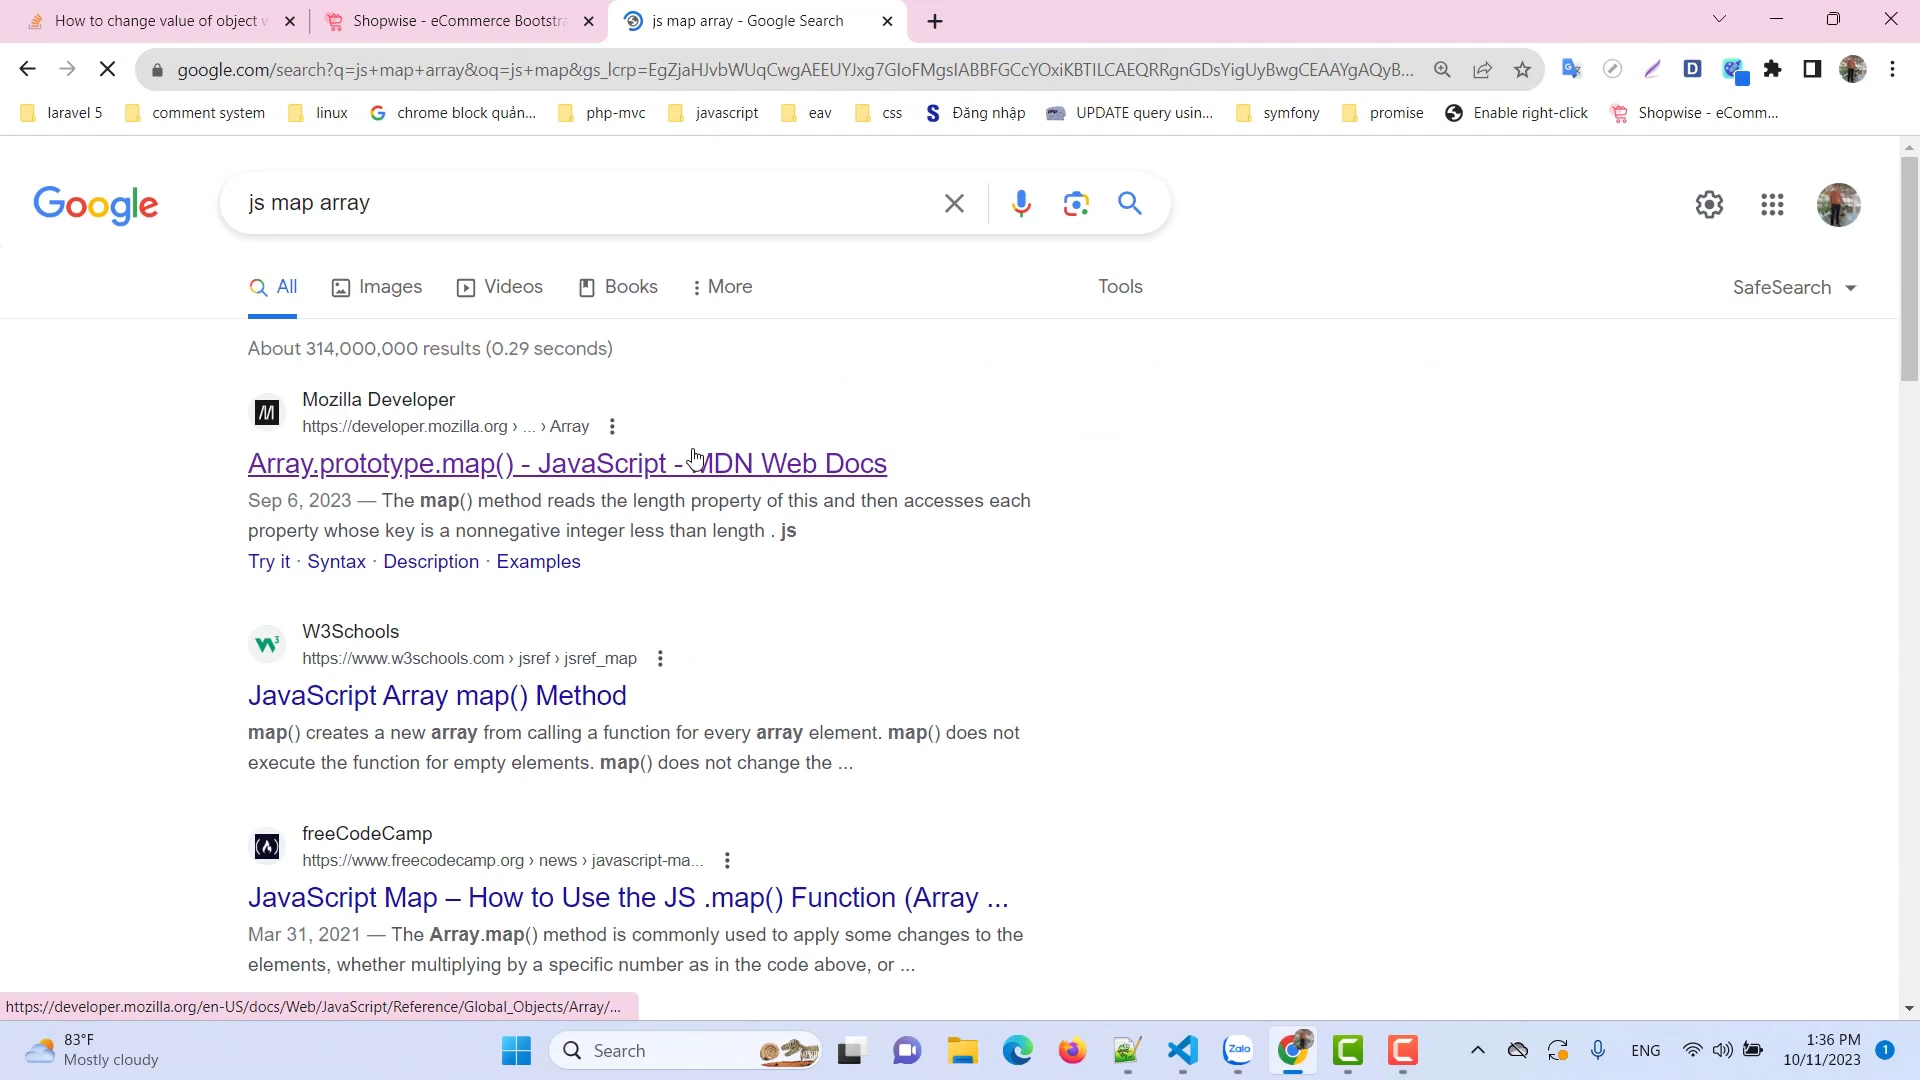 How to change value of object
Shopwise - eCommerce Bootstr
js map array - Google Search
google.com/search?q=js+map+array&oq=js+map&gs_lcrp=EgZjaHJvbWUqCwgAEEUYJxg7GIoFMgsIABBFGCcYOxiKBTILCAEQRRgnGDsYigUyBwgCEAAYgAQyB...
laravel 5
comment system
linux
chrome block quản...
php-mvc
javascript
eav
css
Đăng nhập
UPDATE query usin...
symfony
promise
Enable right-click
Shopwise - eComm...
Google
js map array
All
Images
Videos
Books
More
Tools
SafeSearch
About 314,000,000 results (0.29 seconds)
Mozilla Developer
https://developer.mozilla.org › ... › Array
Array.prototype.map() - JavaScript - MDN Web Docs
Sep 6, 2023 — The map() method reads the length property of this and then accesses each
property whose key is a nonnegative integer less than length . js
Try it · Syntax · Description · Examples
W3Schools
https://www.w3schools.com › jsref › jsref_map
JavaScript Array map() Method
map() creates a new array from calling a function for every array element. map() does not
execute the function for empty elements. map() does not change the ...
freeCodeCamp
https://www.freecodecamp.org › news › javascript-ma...
JavaScript Map – How to Use the JS .map() Function (Array ...
Mar 31, 2021 — The Array.map() method is commonly used to apply some changes to the
elements, whether multiplying by a specific number as in the code above, or ...
https://developer.mozilla.org/en-US/docs/Web/JavaScript/Reference/Global_Objects/Array/...
83°F
Mostly cloudy
Search
Zalo
ENG
1:36 PM
10/11/2023
1